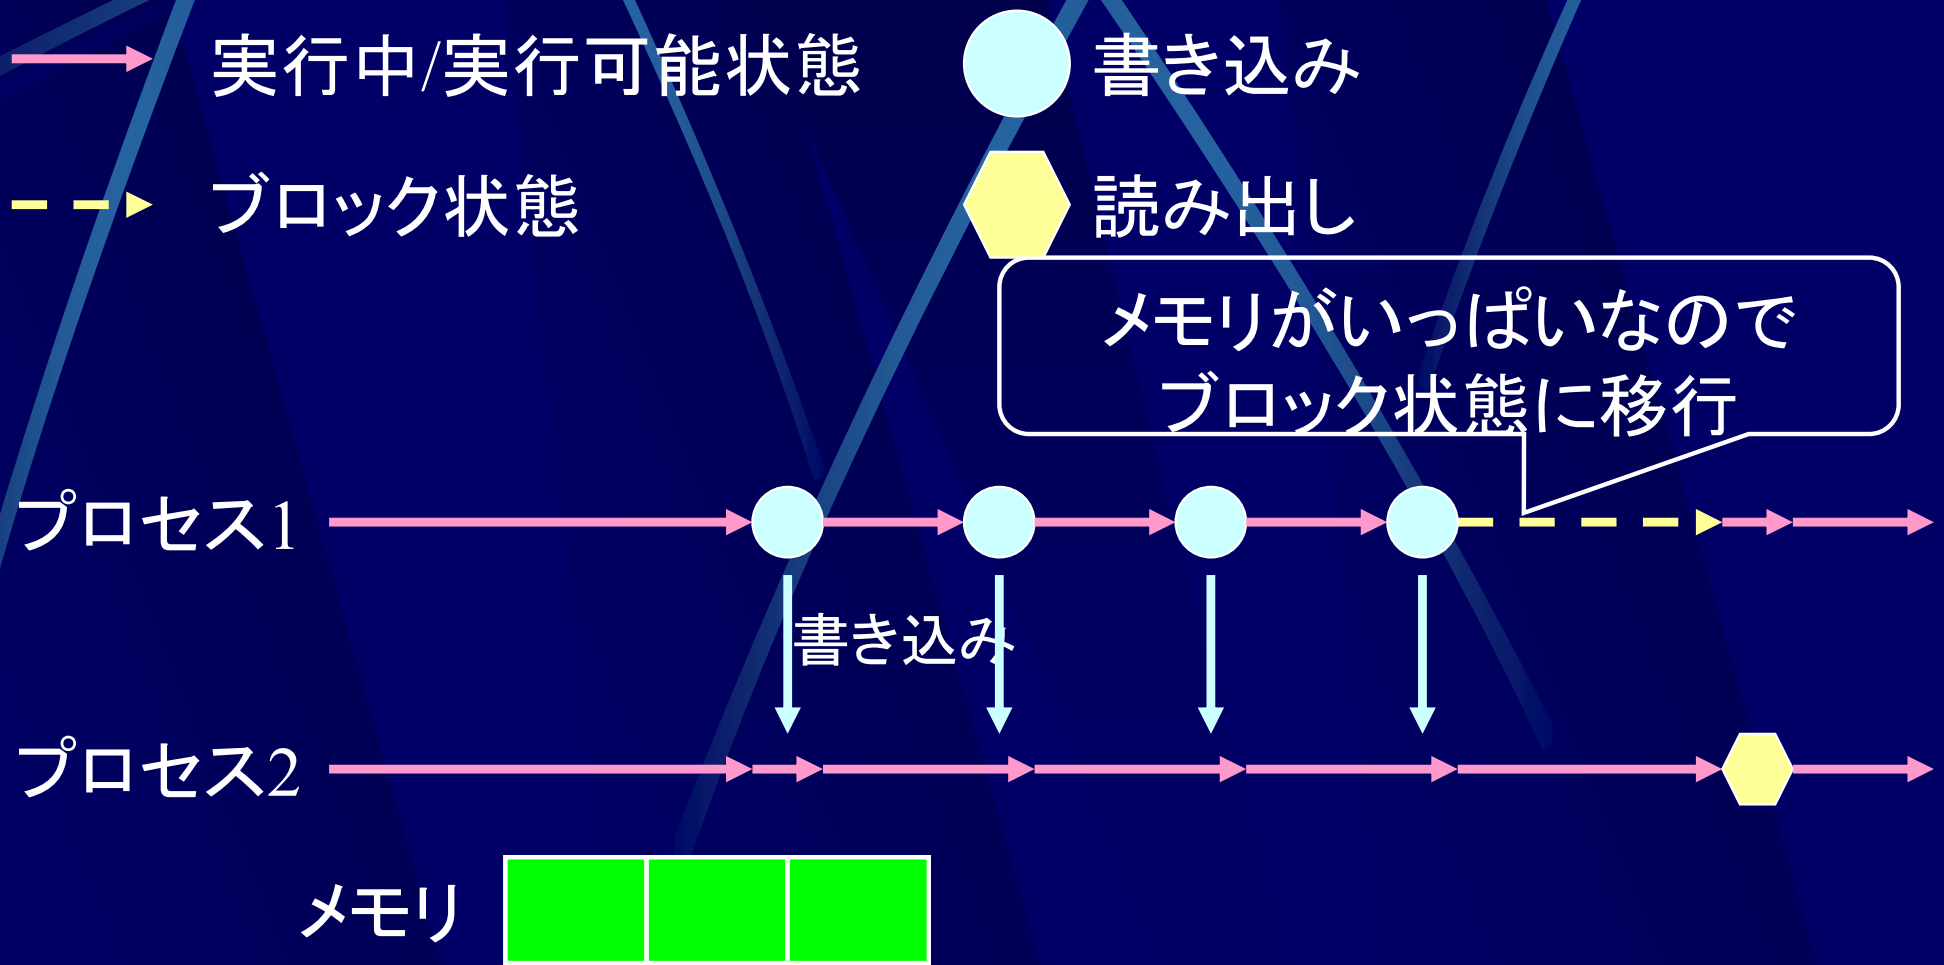 実行中/実行可能状態
書き込み
ブロック状態
読み出し
メモリがいっぱいなので
ブロック状態に移行
プロセス1
書き込み
プロセス2
メモリ